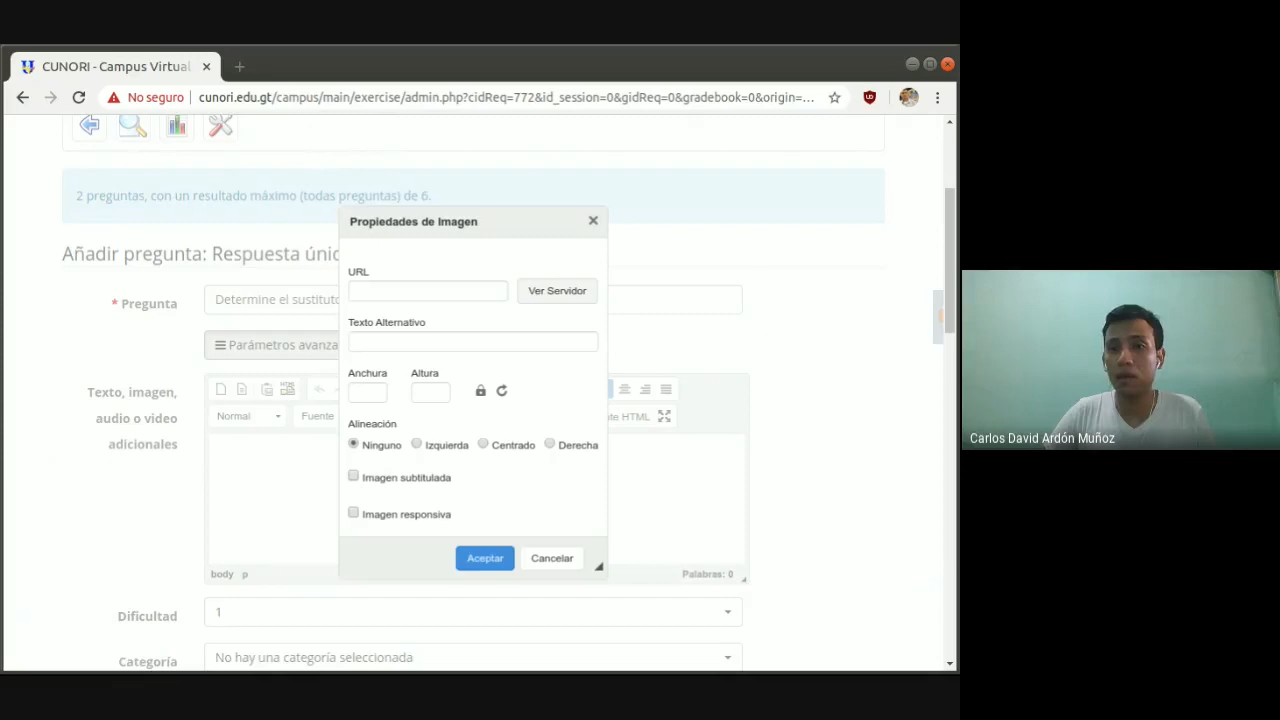 CUNORI - Campus Virtual
No seguro
cunori.edu.gt/campus/main/exercise/admin.php?cidReq=772&id_session=0&gidReq=0&gradebook=0&origin=...
2 preguntas, con un resultado máximo (todas preguntas) de 6.
Añadir pregunta: Respuesta únic
* Pregunta
Determine el sustituto
Parámetros avanza
Texto, imagen,
audio o video
adicionales
Normal
Fuente
HTML
body p
Palabras: 0
Dificultad
1
Categoría
No hay una categoría seleccionada
Propiedades de Imagen
URL
Ver Servidor
Texto Alternativo
Anchura
Altura
Alineación
Ninguno
Izquierda
Centrado
Derecha
Imagen subtitulada
Imagen responsiva
Aceptar
Cancelar
Carlos David Ardón Muñoz